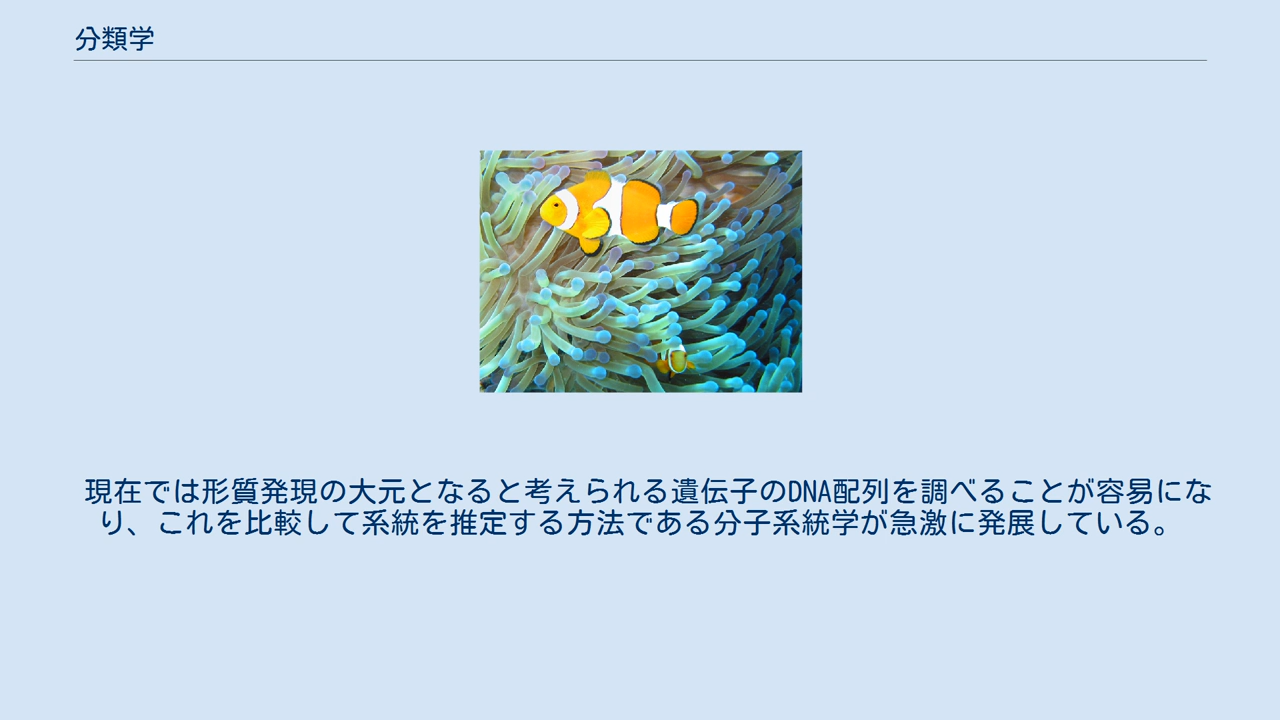 分類学
現在では形質発現の大元となると考えられる遺伝子のDNA配列を調べることが容易にな
り、これを比較して系統を推定する方法である分子系統学が急激に発展している。